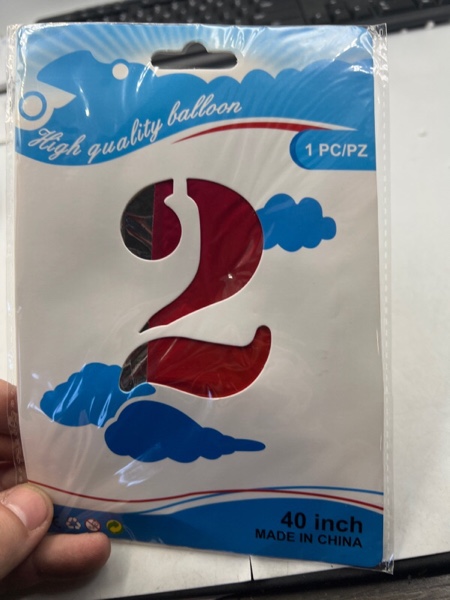 High quality balloon
1 PC/PZ
2
40 inch
MADE IN CHINA